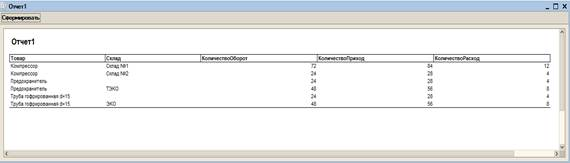 Отчет1
Сформировать
Отчет1
Товар Склад КоличествоОборот КоличествоПриход КоличествоРасход
Компрессор Склад №1 72 84 12
Компрессор Склад №2 24 28 4
Предохранитель 24 28 4
Предохранитель ТЭКО 48 56 8
Труба гофрированная d=15 24 28 4
Труба гофрированная d=15 ЭКО 48 56 8